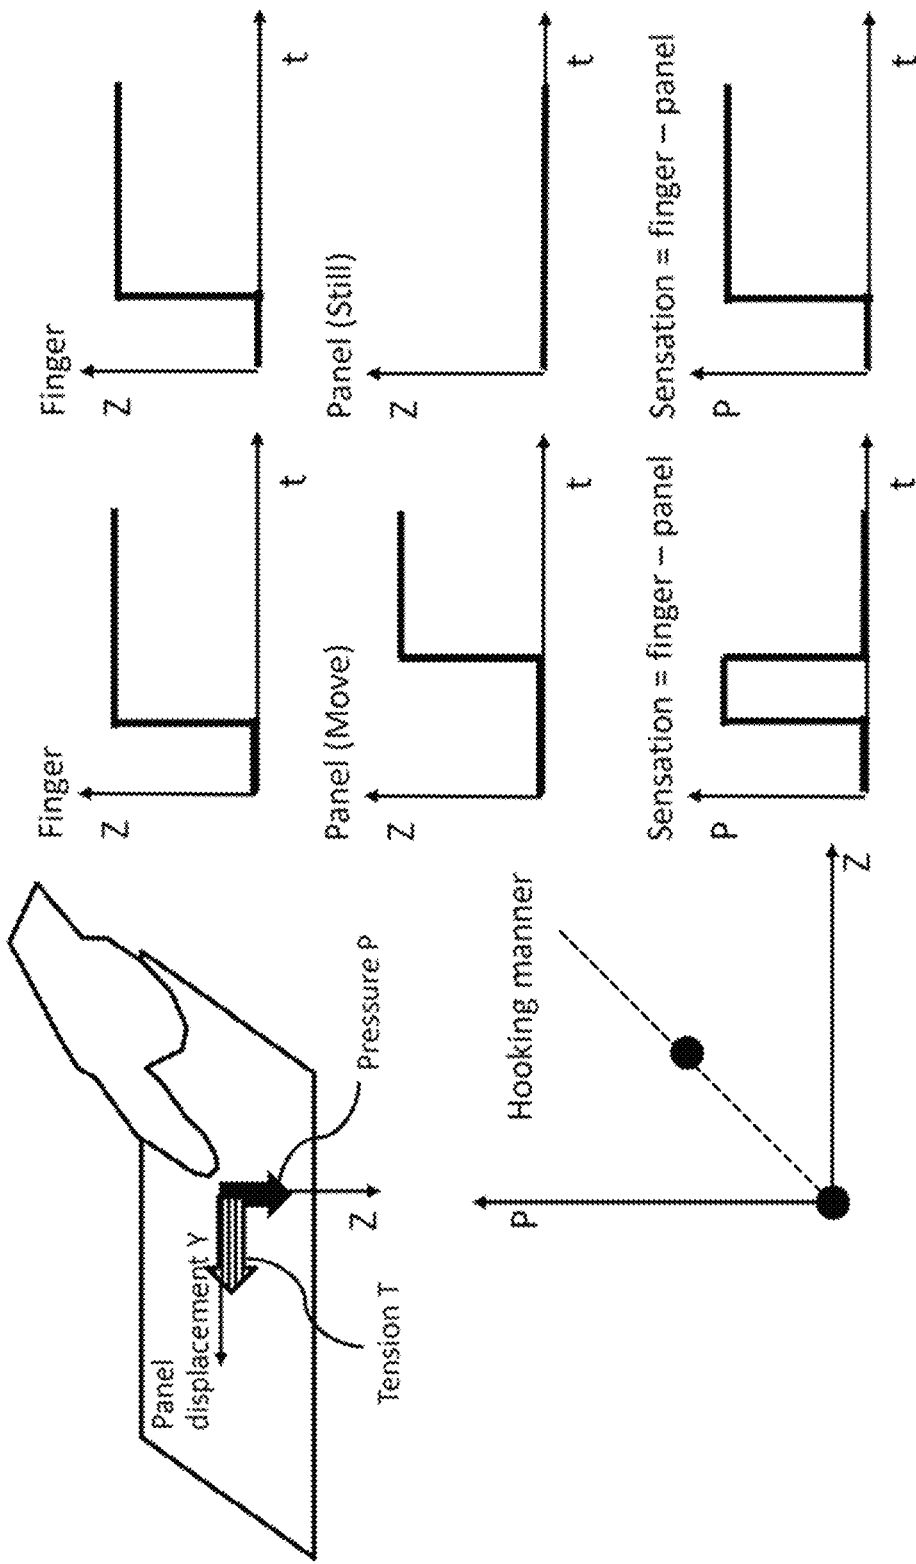 Panel
displacement Y
Z
Tension T
Pressure P
P
Hooking manner
Z
Finger
Z
t
Panel (Move)
Z
t
Sensation = finger – panel
P
t
Finger
Z
t
Panel (Still)
Z
t
Sensation = finger – panel
P
t